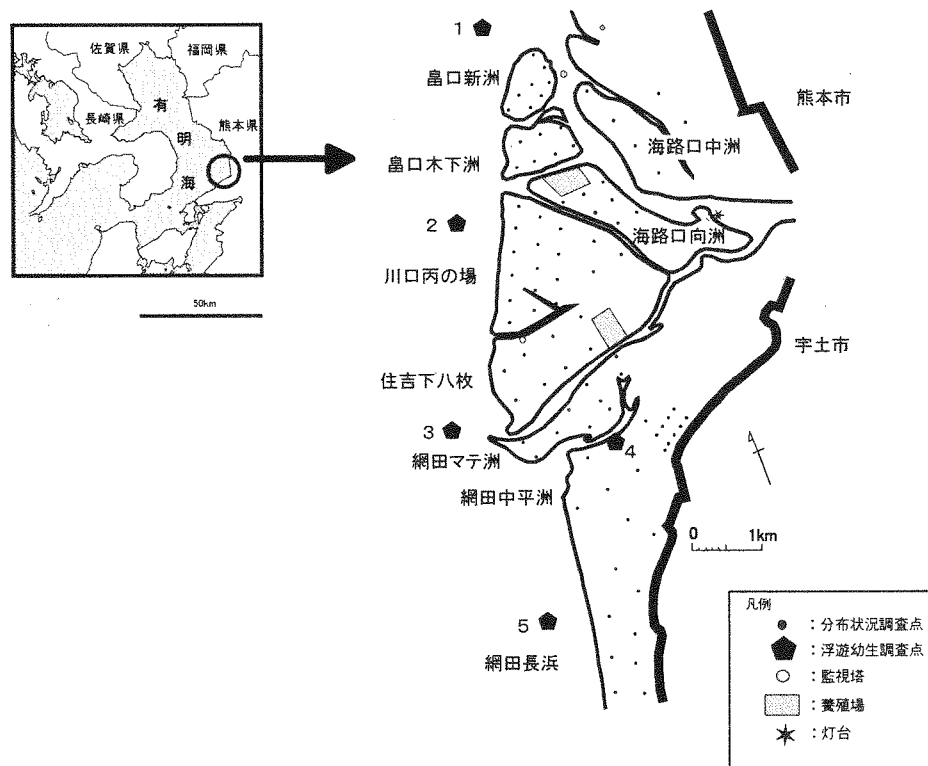 佐賀県
福岡県
有
明
海
長崎県
熊本県
50km
1
畠口新洲
熊本市
海路口中洲
畠口木下洲
2
海路口向洲
川口丙の場
宇土市
住吉下八枚
3
4
網田マテ洲
網田中平洲
0 1km
5
網田長浜
凡例
：分布状況調査点
：浮遊幼生調査点
：監視塔
：養殖場
：灯台